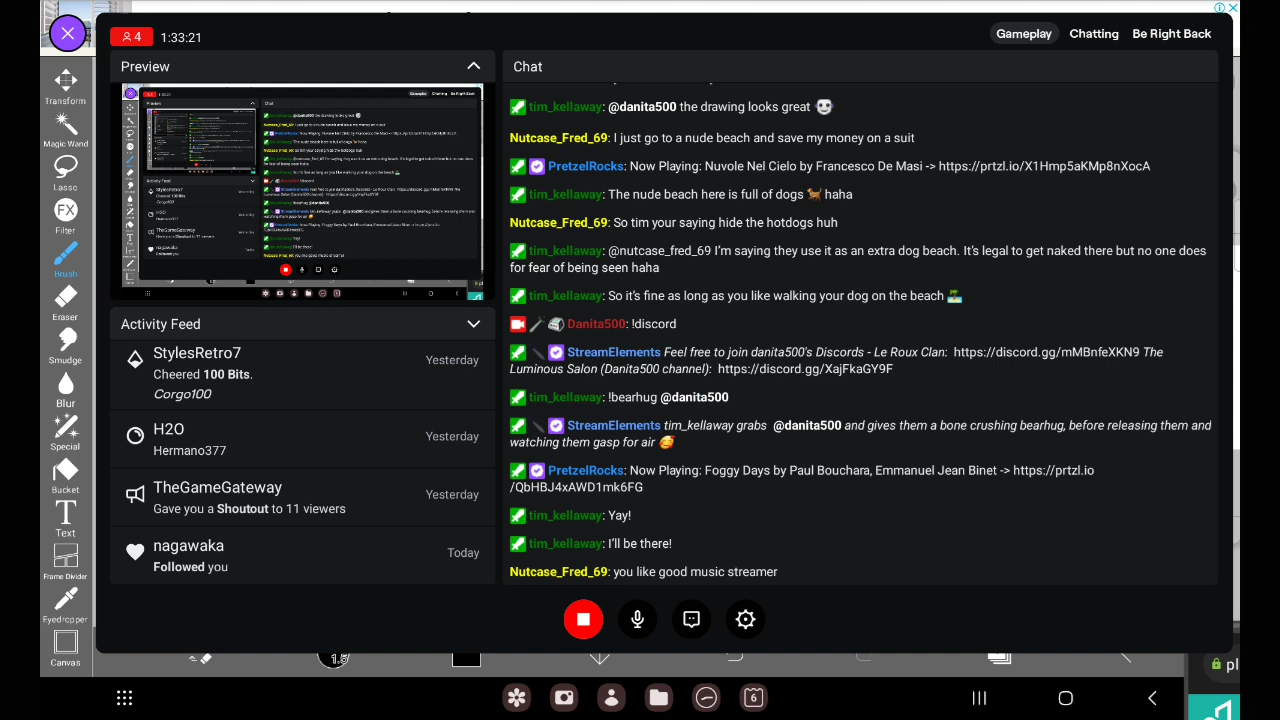 4
1:33:21
Gameplay
Chatting
Be Right Back
Preview
Chat
Transform
Magic Wand
Lasso
FX
Filter
Brush
Eraser
Smudge
Blur
Special
Bucket
T
Text
Frame Divider
Eyedropper
Canvas
Activity Feed
StylesRetro7
Cheered 100 Bits.
Corgo100
Yesterday
H2O
Hermano377
Yesterday
TheGameGateway
Gave you a Shoutout to 11 viewers
Yesterday
nagawaka
Followed you
Today
tim_kellaway: @danita500 the drawing looks great
Nutcase_Fred_69: I just go to a nude beach and save my money on suits
PretzelRocks: Now Playing: Nuvole Nel Cielo by Francesco De Masi -> https://prtzl.io/X1Hmp5aKMp8nXocA
tim_kellaway: The nude beach here is full of dogs 🐕 haha
Nutcase_Fred_69: So tim your saying you like the hotdogs huh
tim_kellaway: @nutcase_fred_69 I'm saying they use it as an extra dog beach. It's legal to get naked there but no one does
for fear of being seen haha
tim_kellaway: So it's fine as long as you like walking your dog on the beach 🏝️
Danita500: !discord
StreamElements Feel free to join danita500's Discords - Le Roux Clan: https://discord.gg/mMBnfeXKN9 The
Luminous Salon (Danita500 channel): https://discord.gg/XajFkaGY9F
tim_kellaway: !bearhug @danita500
StreamElements tim_kellaway grabs @danita500 and gives them a bone crushing bearhug, before releasing them and
watching them gasp for air 🥰
PretzelRocks: Now Playing: Foggy Days by Paul Bouchara, Emmanuel Jean Binet -> https://prtzl.io
/QbHBJ4xAWD1mk6FG
tim_kellaway: Yay!
tim_kellaway: I'll be there!
Nutcase_Fred_69: you like good music streamer
1.8
pl
6